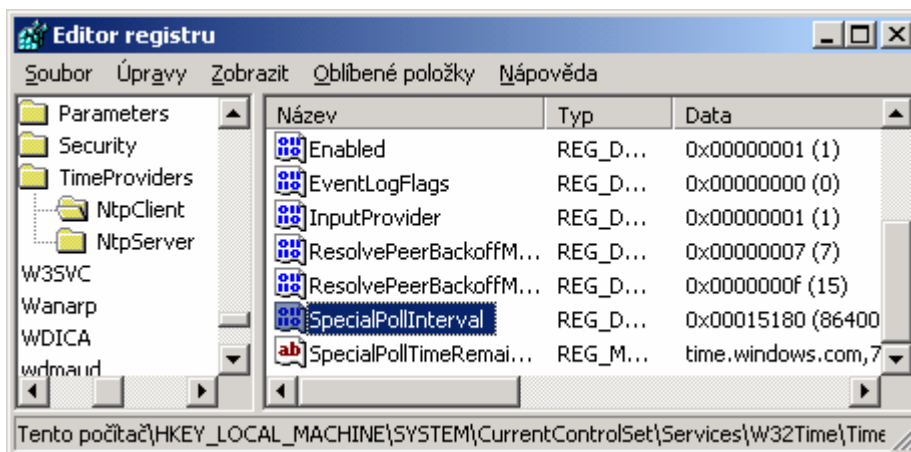 Editor registru
Soubor Úpravy Zobrazit Oblíbené položky Nápověda
Parameters
Security
TimeProviders
NtpClient
NtpServer
W3SVC
Wanarp
WDICA
wdmaud
Název Typ Data
Enabled REG_D... 0x00000001 (1)
EventLogFlags REG_D... 0x00000000 (0)
InputProvider REG_D... 0x00000001 (1)
ResolvePeerBackoffM... REG_D... 0x00000007 (7)
ResolvePeerBackoffM... REG_D... 0x0000000f (15)
SpecialPollInterval REG_D... 0x00015180 (86400
SpecialPollTimeRemai... REG_M... time.windows.com,7
Tento počítač\HKEY_LOCAL_MACHINE\SYSTEM\CurrentControlSet\Services\W32Time\Time